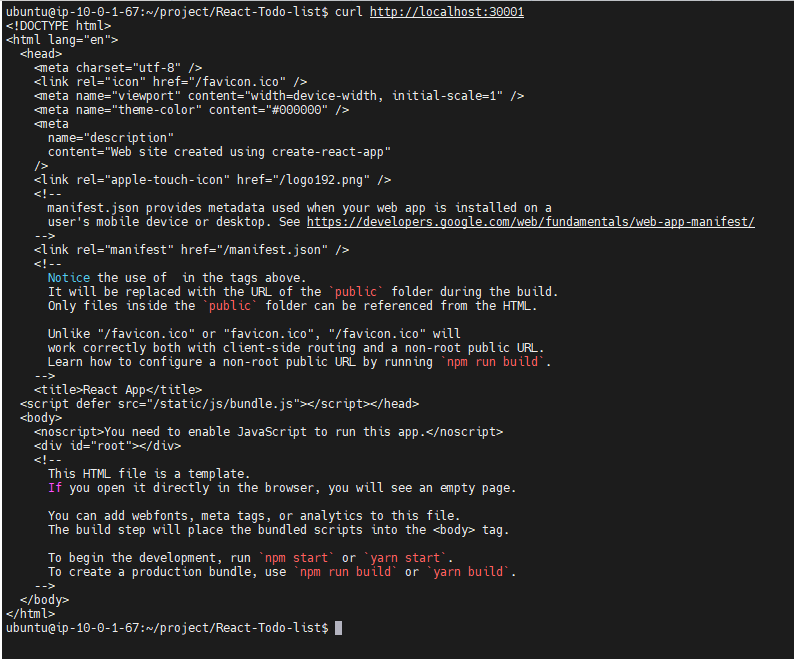 ubuntu@ip-10-0-1-67:~/project/React-Todo-list$ curl http://localhost:30001
<!DOCTYPE html>
<html lang="en">
  <head>
    <meta charset="utf-8" />
    <link rel="icon" href="/favicon.ico" />
    <meta name="viewport" content="width=device-width, initial-scale=1" />
    <meta name="theme-color" content="#000000" />
    <meta
      name="description"
      content="Web site created using create-react-app"
    />
    <link rel="apple-touch-icon" href="/logo192.png" />
    <!--
      manifest.json provides metadata used when your web app is installed on a
      user's mobile device or desktop. See https://developers.google.com/web/fundamentals/web-app-manifest/
    -->
    <link rel="manifest" href="/manifest.json" />
    <!--
      Notice the use of  in the tags above.
      It will be replaced with the URL of the `public` folder during the build.
      Only files inside the `public` folder can be referenced from the HTML.

      Unlike "/favicon.ico" or "favicon.ico", "/favicon.ico" will
      work correctly both with client-side routing and a non-root public URL.
      Learn how to configure a non-root public URL by running `npm run build`.
    -->
    <title>React App</title>
  <script defer src="/static/js/bundle.js"></script></head>
  <body>
    <noscript>You need to enable JavaScript to run this app.</noscript>
    <div id="root"></div>
    <!--
      This HTML file is a template.
      If you open it directly in the browser, you will see an empty page.

      You can add webfonts, meta tags, or analytics to this file.
      The build step will place the bundled scripts into the <body> tag.

      To begin the development, run `npm start` or `yarn start`.
      To create a production bundle, use `npm run build` or `yarn build`.
    -->
  </body>
</html>
ubuntu@ip-10-0-1-67:~/project/React-Todo-list$